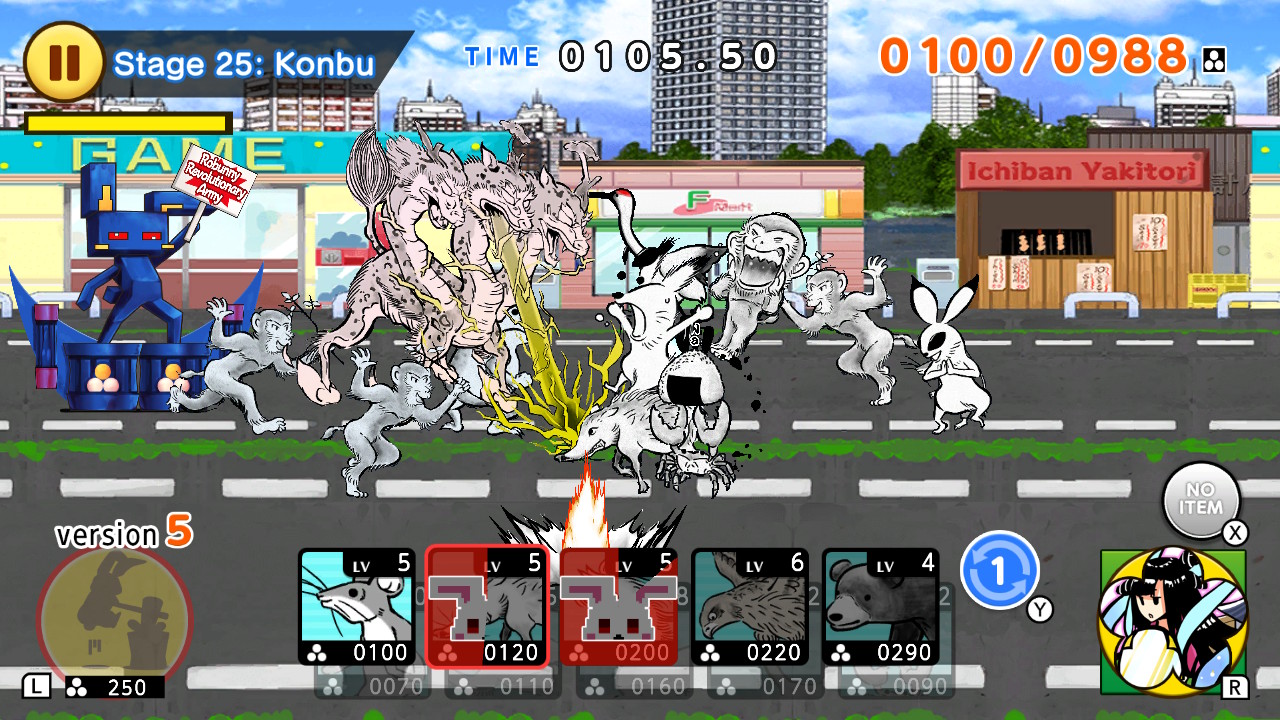 Stage 25: Konbu
TIME 0105.50
0100/0988
GAME
Robunny
Revolutionary
Army
Ichiban Yakitori
NO
ITEM
X
version 5
LV 5
LV 5
LV 5
LV 6
LV 4
1
Y
0100
0120
0200
0220
0290
L
250
0070
0110
0160
0170
0090
R